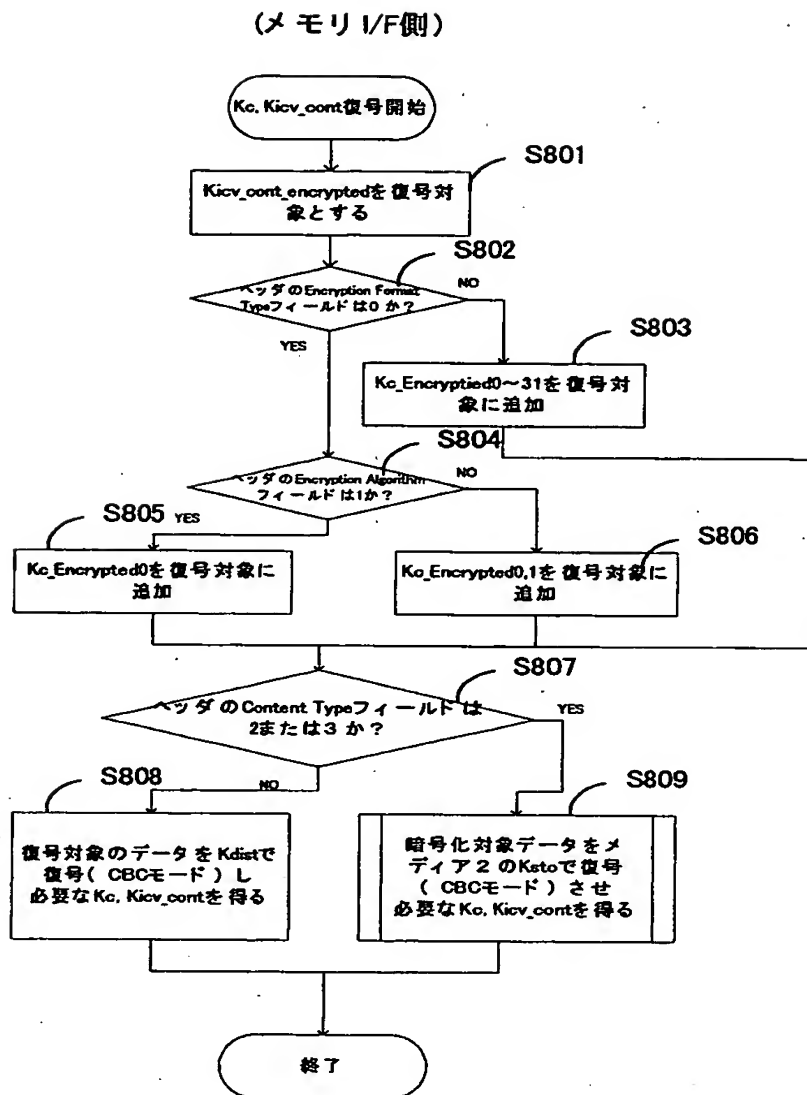 (メモリ I/F側)
Kc, Kicv_cont復号開始
S801
Kicv_cont_encryptedを復号対
象とする
S802
ヘッダのEncryption Format
Typeフィールドは0か?
NO
YES
S803
Kc_Encryptied0~31を復号対
象に追加
S804
ヘッダのEncryption Algorithm
フィールドは1か?
NO
S805
YES
Kc_Encrypted0を復号対象に
追加
S806
Kc_Encrypted0,1を復号対象に
追加
S807
ヘッダのContent Typeフィールドは
2または3か?
YES
NO
S808
復号対象のデータをKdistで
復号(CBCモード)し
必要なKc, Kicv_contを得る
S809
暗号化対象データをメ
ディア2のKstoで復号
(CBCモード)させ
必要なKc, Kicv_contを得る
終了